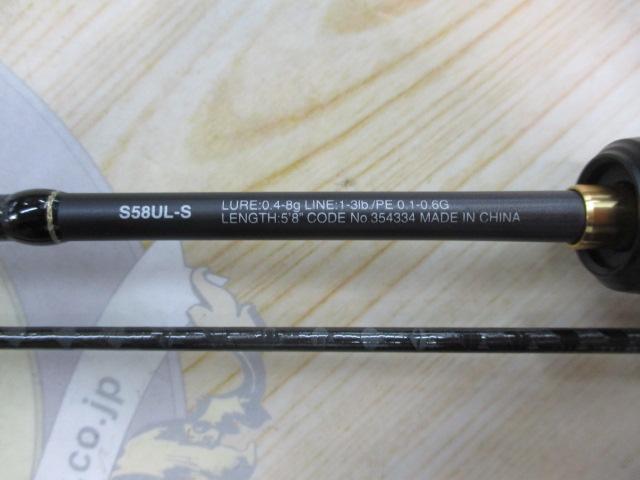 S58UL-S
LURE:0.4-8g LINE:1-3lb./PE 0.1-0.6G
LENGTH:5'8" CODE No.354334 MADE IN CHINA
.co.jp